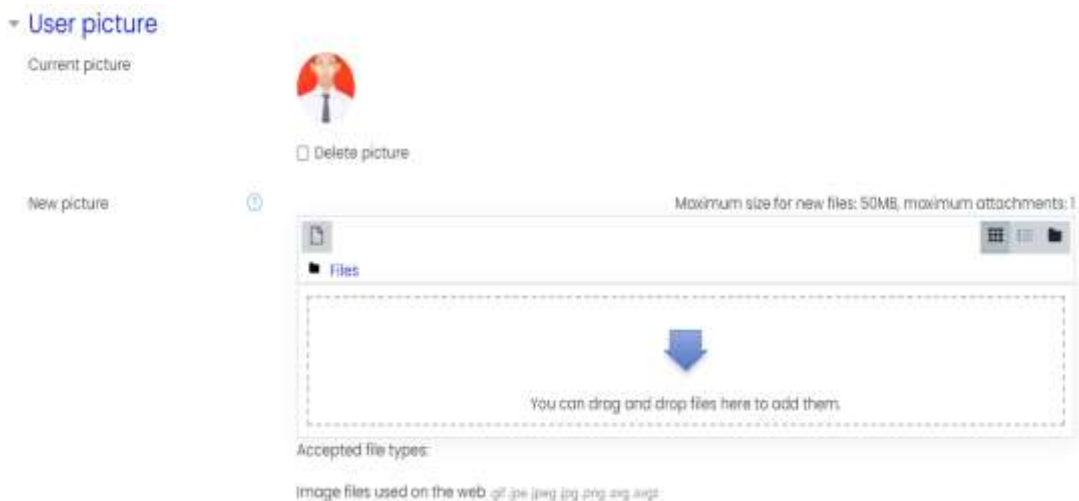 User picture
Current picture
Delete picture
New picture
Maximum size for new files: 50MB, maximum attachments: 1
Files
You can drag and drop files here to add them.
Accepted file types:
Image files used on the web .gif .jpe .jpeg .jpg .png .svg .svgz